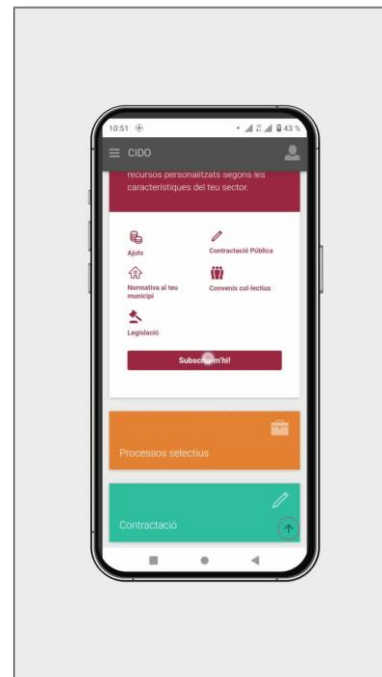 10:51 43 %
CIDO
recursos personalitzats segons les
característiques del teu sector.
Ajuts
Contractació Pública
Normativa al teu
municipi
Convenis col·lectius
Legislació
Subscriu-m'hi!
Processos selectius
Contractació